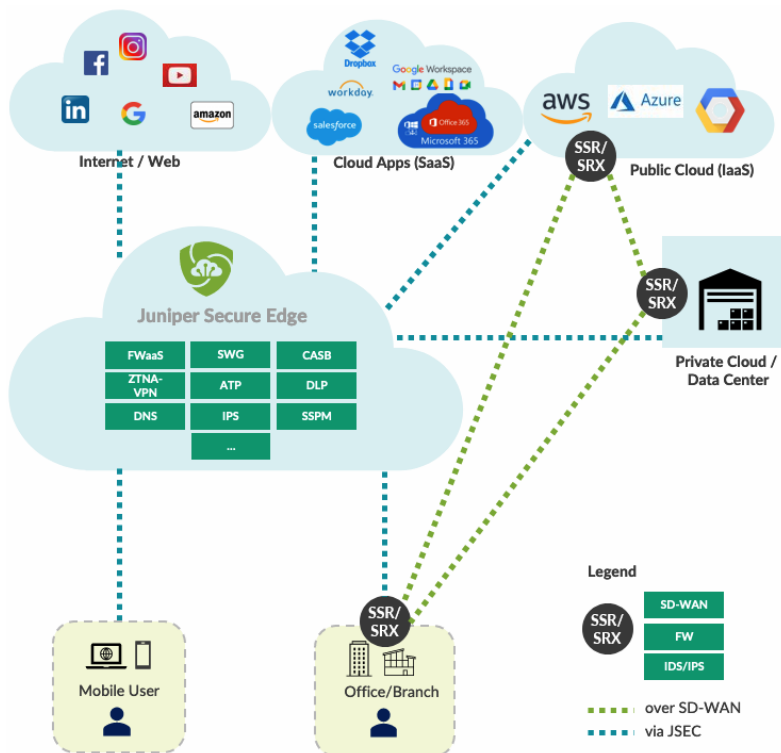 Dropbox
Google Workspace
workday.
in
G
amazon
salesforce
Office 365
Microsoft 365
aws
Azure
Internet / Web
Cloud Apps (SaaS)
SSR/
SRX
Public Cloud (IaaS)
Juniper Secure Edge
SSR/
SRX
FWaaS
SWG
CASB
ZTNA-
VPN
ATP
DLP
DNS
IPS
SSPM
...
Private Cloud /
Data Center
Legend
SSR/
SRX
SD-WAN
FW
IDS/IPS
SSR/
SRX
Mobile User
Office/Branch
over SD-WAN
via JSEC